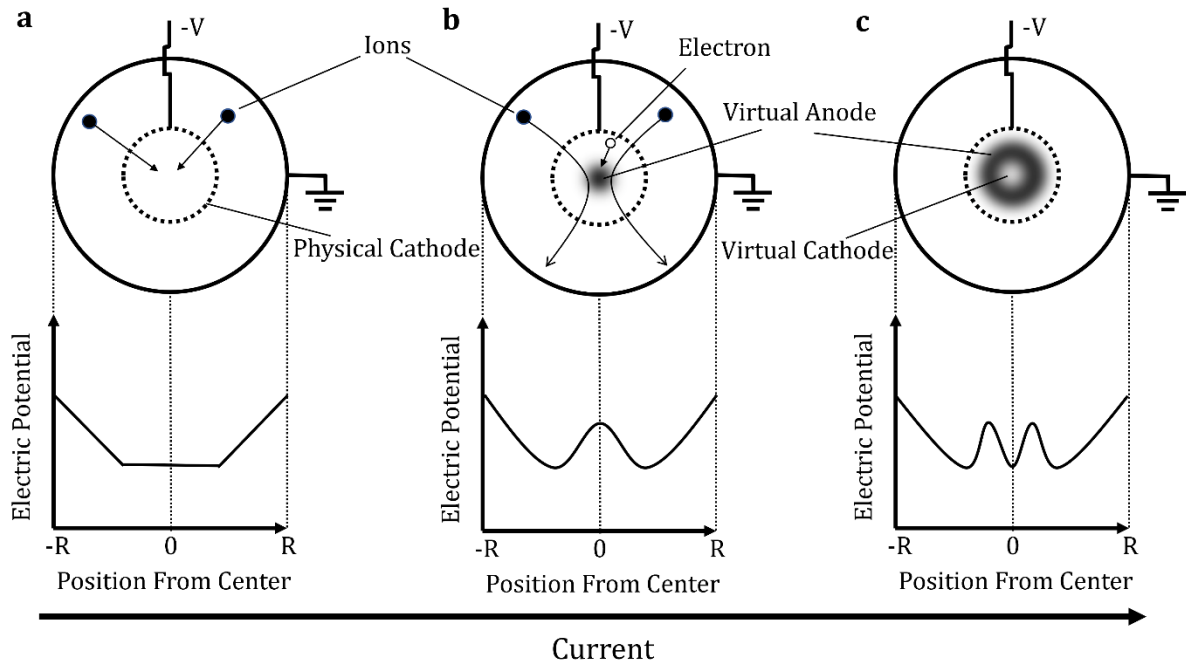 a
-V
Ions
Physical Cathode
Electric Potential
-R
0
R
Position From Center
b
-V
Electron
Virtual Anode
Virtual Cathode
Electric Potential
-R
0
R
Position From Center
c
-V
Electric Potential
-R
0
R
Position From Center
Current